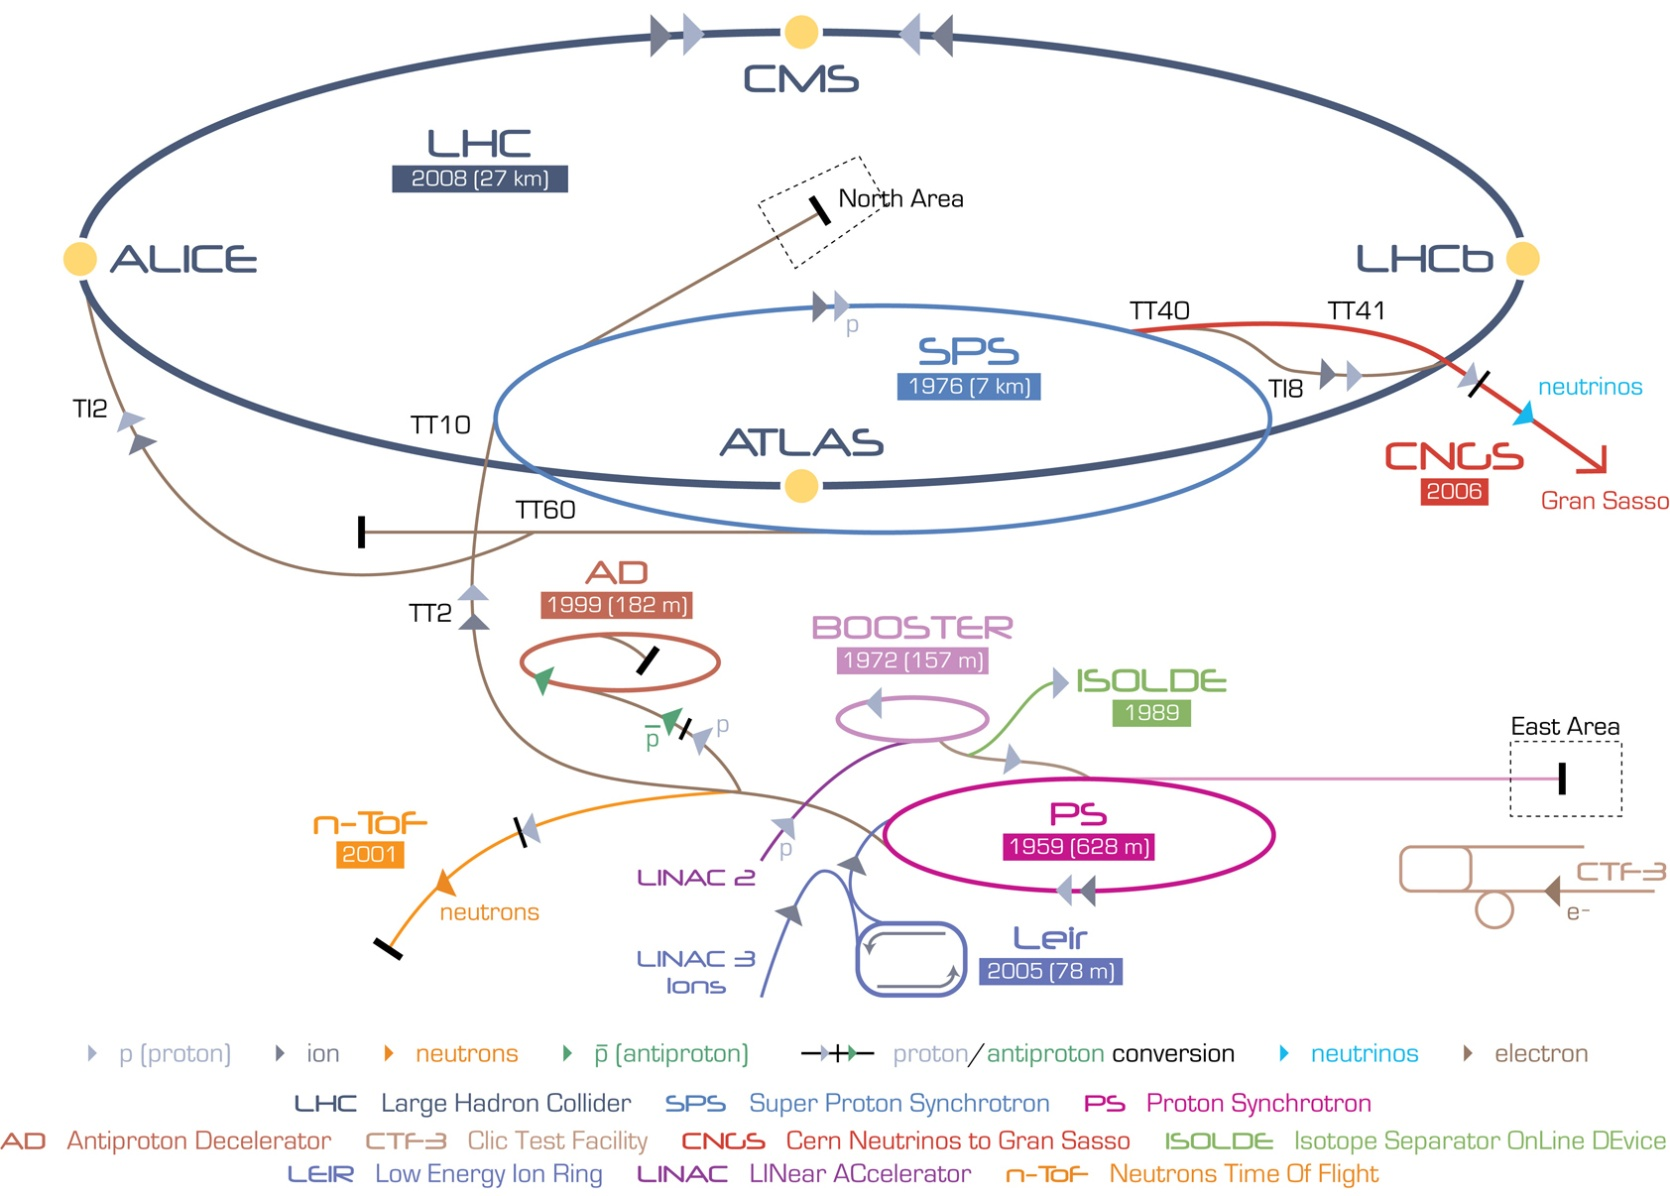 CMS
LHC
2008 (27 km)
North Area
ALICE
LHCb
p
TT40
TT41
SPS
1976 (7 km)
TI8
neutrinos
TI2
TT10
ATLAS
CNGS
2006
Gran Sasso
TT60
AD
1999 (182 m)
TT2
BOOSTER
1972 (157 m)
ISOLDE
1989
p
p̅
East Area
n-ToF
2001
PS
1959 (628 m)
p
LINAC 2
neutrons
CTF-3
e-
Leir
2005 (78 m)
LINAC 3
Ions
p (proton) ion neutrons p̅ (antiproton) proton/antiproton conversion neutrinos electron
LHC Large Hadron Collider SPS Super Proton Synchrotron PS Proton Synchrotron
AD Antiproton Decelerator CTF-3 Clic Test Facility CNGS Cern Neutrinos to Gran Sasso ISOLDE Isotope Separator OnLine DEvice
LEIR Low Energy Ion Ring LINAC LINear ACcelerator n-ToF Neutrons Time Of Flight